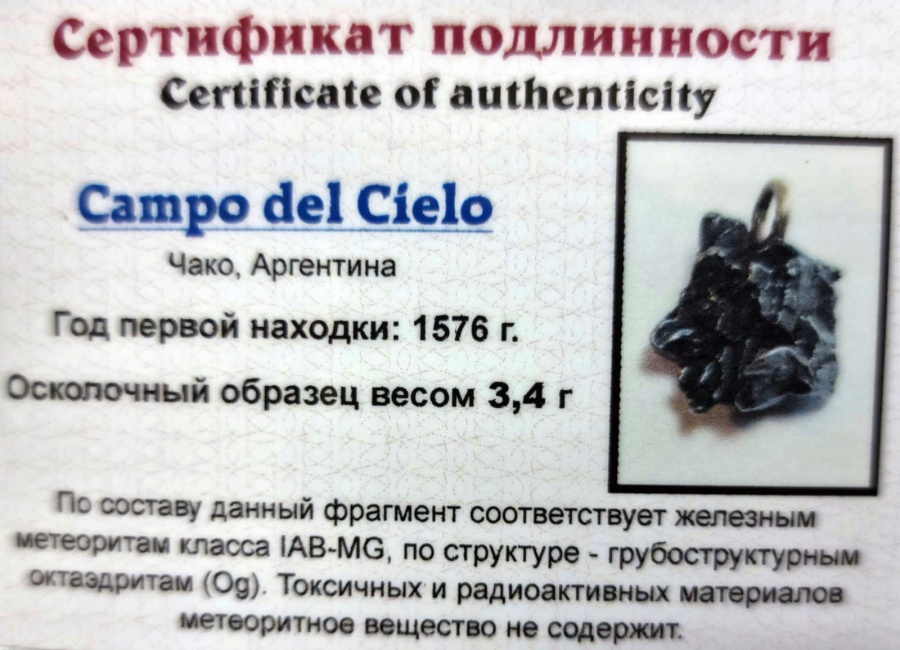 Сертификат подлинности
Certificate of authenticity
Campo del Cielo
Чако, Аргентина
Год первой находки: 1576 г.
Осколочный образец весом 3,4 г
По составу данный фрагмент соответствует железным
метеоритам класса IAB-MG, по структуре - грубоструктурным
октаэдритам (Og). Токсичных и радиоактивных материалов
метеоритное вещество не содержит.